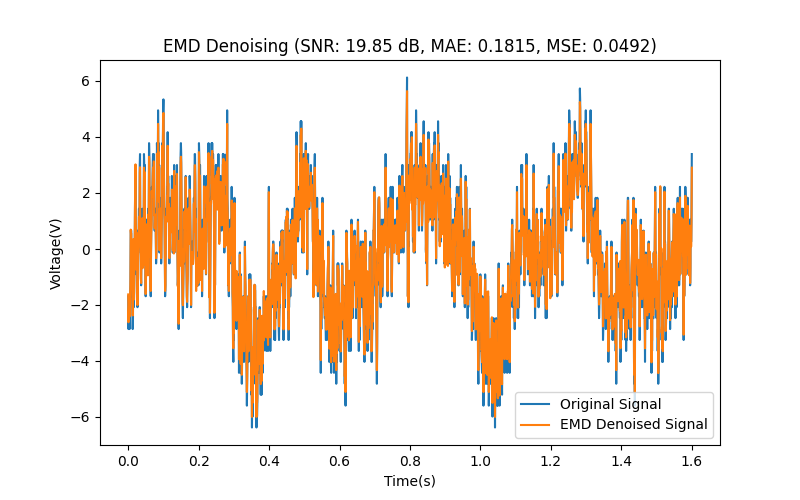 EMD Denoising (SNR: 19.85 dB, MAE: 0.1815, MSE: 0.0492)
6
4
2
0
−2
−4
−6
Voltage(V)
Original Signal
EMD Denoised Signal
0.0 0.2 0.4 0.6 0.8 1.0 1.2 1.4 1.6
Time(s)